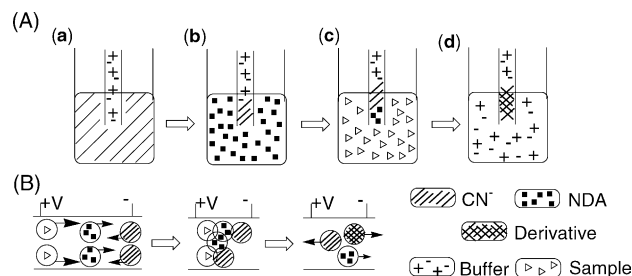 (A)
(a) (b) (c) (d)
(B)
+V - +V - +V -
CN⁻ NDA
Derivative
Buffer Sample